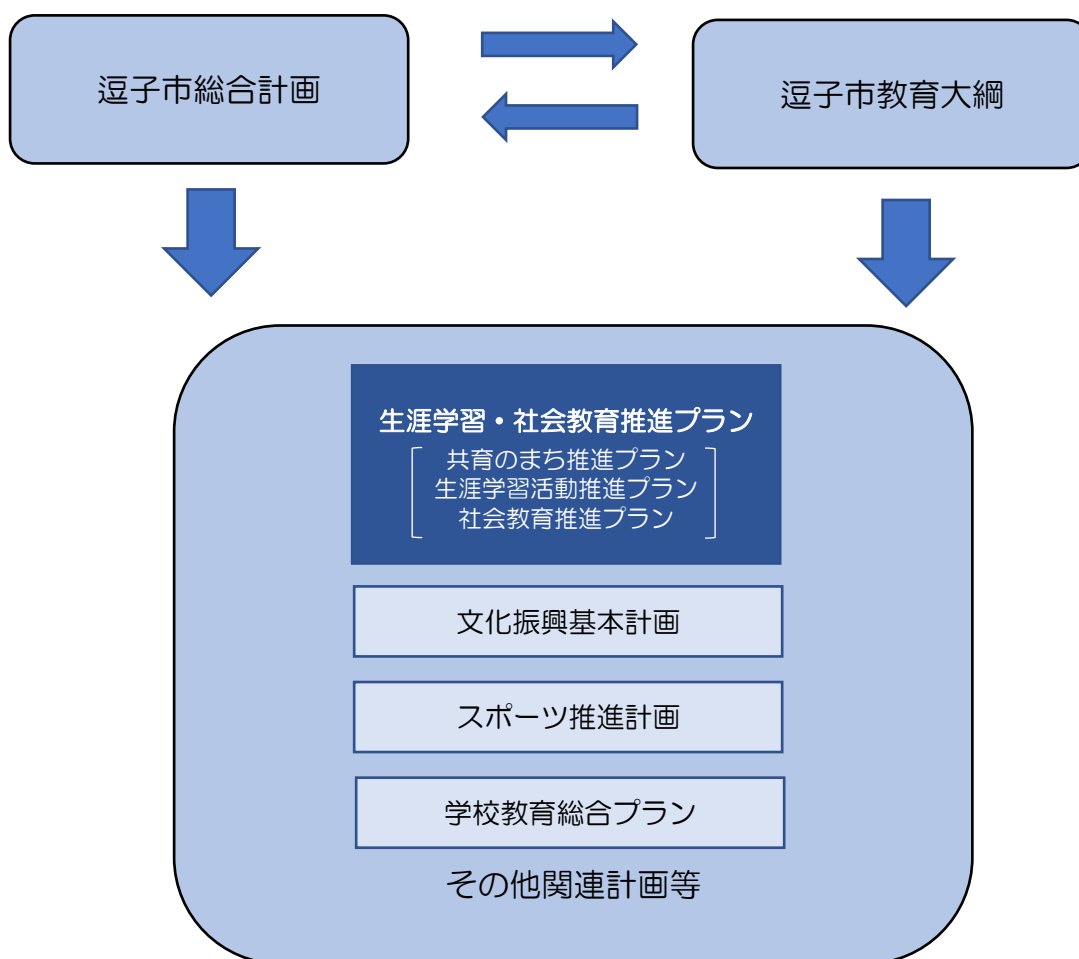 逗子市総合計画
逗子市教育大綱
生涯学習・社会教育推進プラン
共育のまち推進プラン
生涯学習活動推進プラン
社会教育推進プラン
文化振興基本計画
スポーツ推進計画
学校教育総合プラン
その他関連計画等